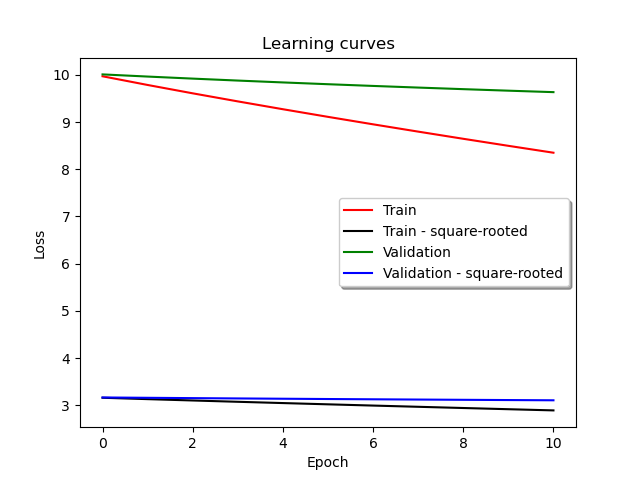 Learning curves
10
9
8
7
6
5
4
3
Loss
Train
Train - square-rooted
Validation
Validation - square-rooted
0
2
4
6
8
10
Epoch